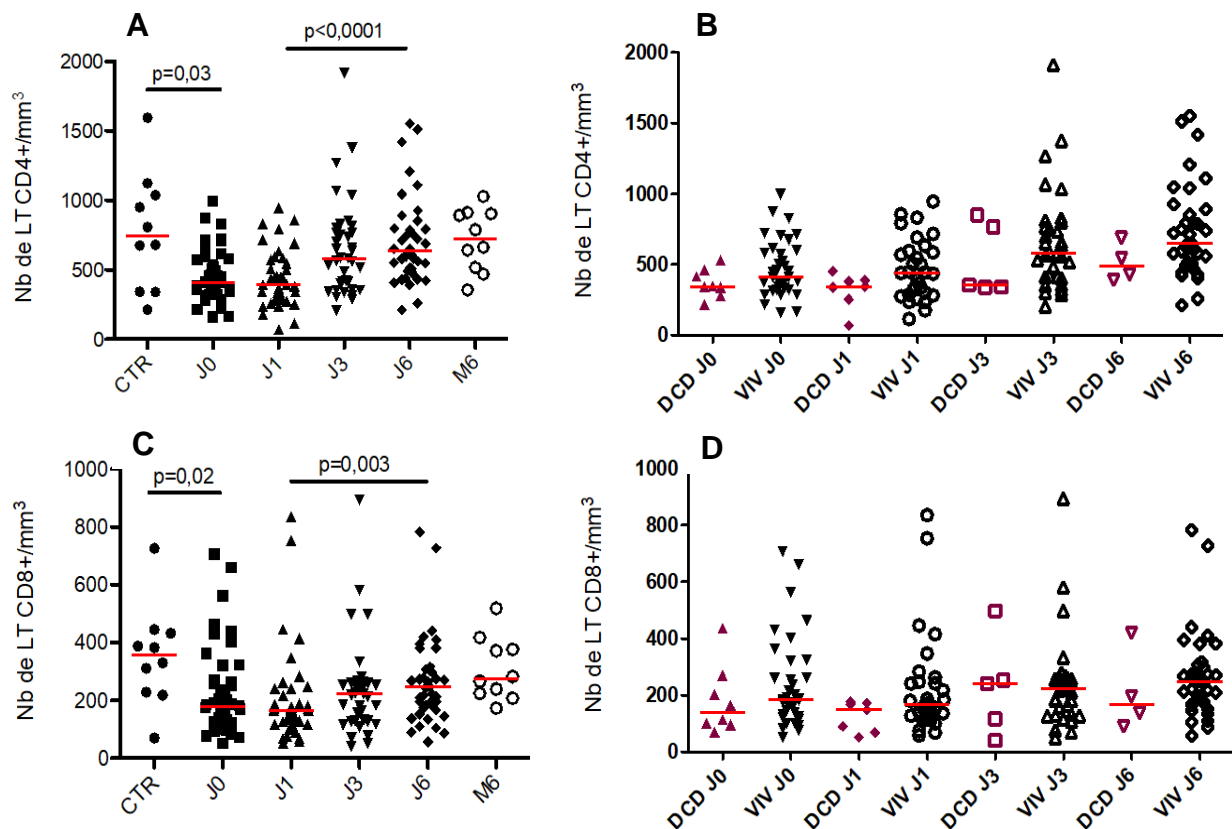 A
p<0,0001
p=0,03
Nb de LT CD4+/mm³
2000
1500
1000
500
0
CTR
J0
J1
J3
J6
M6
B
Nb de LT CD4+/mm³
2000
1500
1000
500
0
DCD J0
VIV J0
DCD J1
VIV J1
DCD J3
VIV J3
DCD J6
VIV J6
C
p=0,02
p=0,003
Nb de LT CD8+/mm³
1000
800
600
400
200
0
CTR
J0
J1
J3
J6
M6
D
Nb de LT CD8+/mm³
1000
800
600
400
200
0
DCD J0
VIV J0
DCD J1
VIV J1
DCD J3
VIV J3
DCD J6
VIV J6